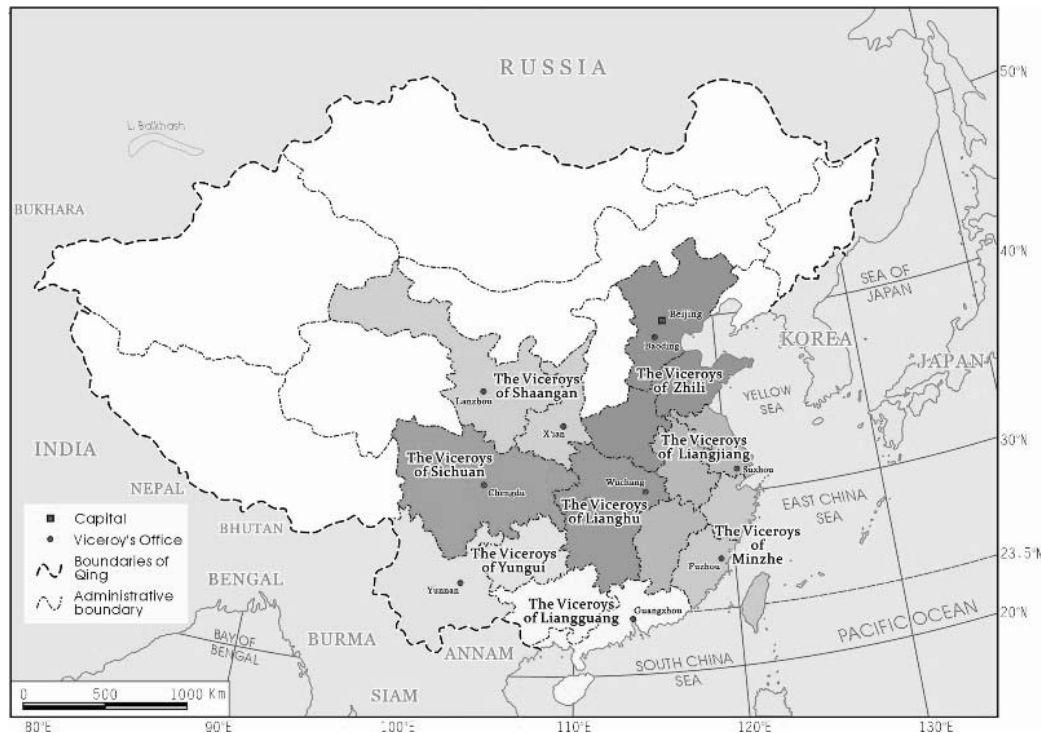 RUSSIA
50°N
L. Balkhash
BUKHARA
40°N
SEA OF
JAPAN
Beijing
Baoding
KOREA
JAPAN
The Viceroys
of Zhili
The Viceroys
of Shaangan
Lanzhou
YELLOW
SEA
Xi'an
30°N
INDIA
The Viceroys
of Liangjiang
Suzhou
The Viceroys
of Sichuan
Chengdu
Wuchang
The Viceroys
of Lianghu
NEPAL
EAST CHINA
SEA
BHUTAN
The Viceroys
of
Minzhe
Fuzhou
23.5°N
The Viceroys
of Yungui
Yunnan
BENGAL
The Viceroys
of Liangguang
Guangzhou
20°N
PACIFIC OCEAN
BURMA
BAY OF
BENGAL
ANNAM
SOUTH CHINA
SEA
SIAM
Capital
Viceroy's Office
Boundaries of
Qing
Administrative
boundary
0 500 1000 Km
80°E 90°E 100°E 110°E 120°E 130°E